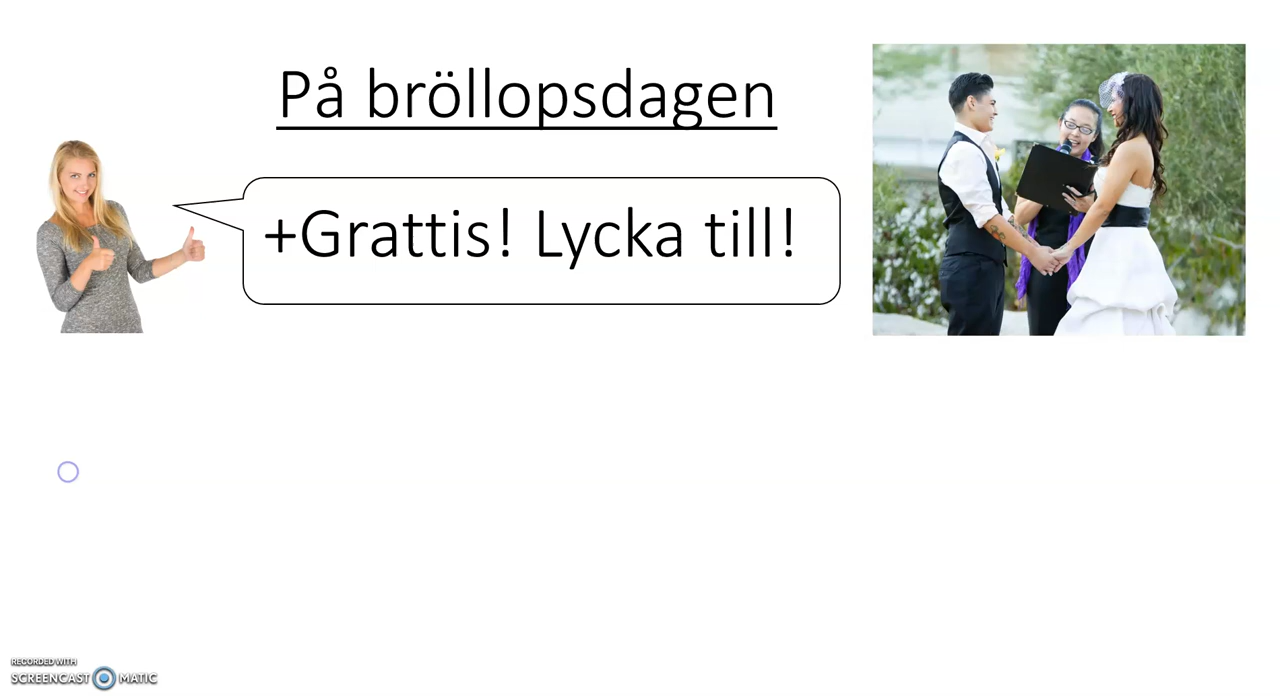 På bröllopsdagen
+Grattis! Lycka till!
RECORDED WITH
SCREENCAST MATIC